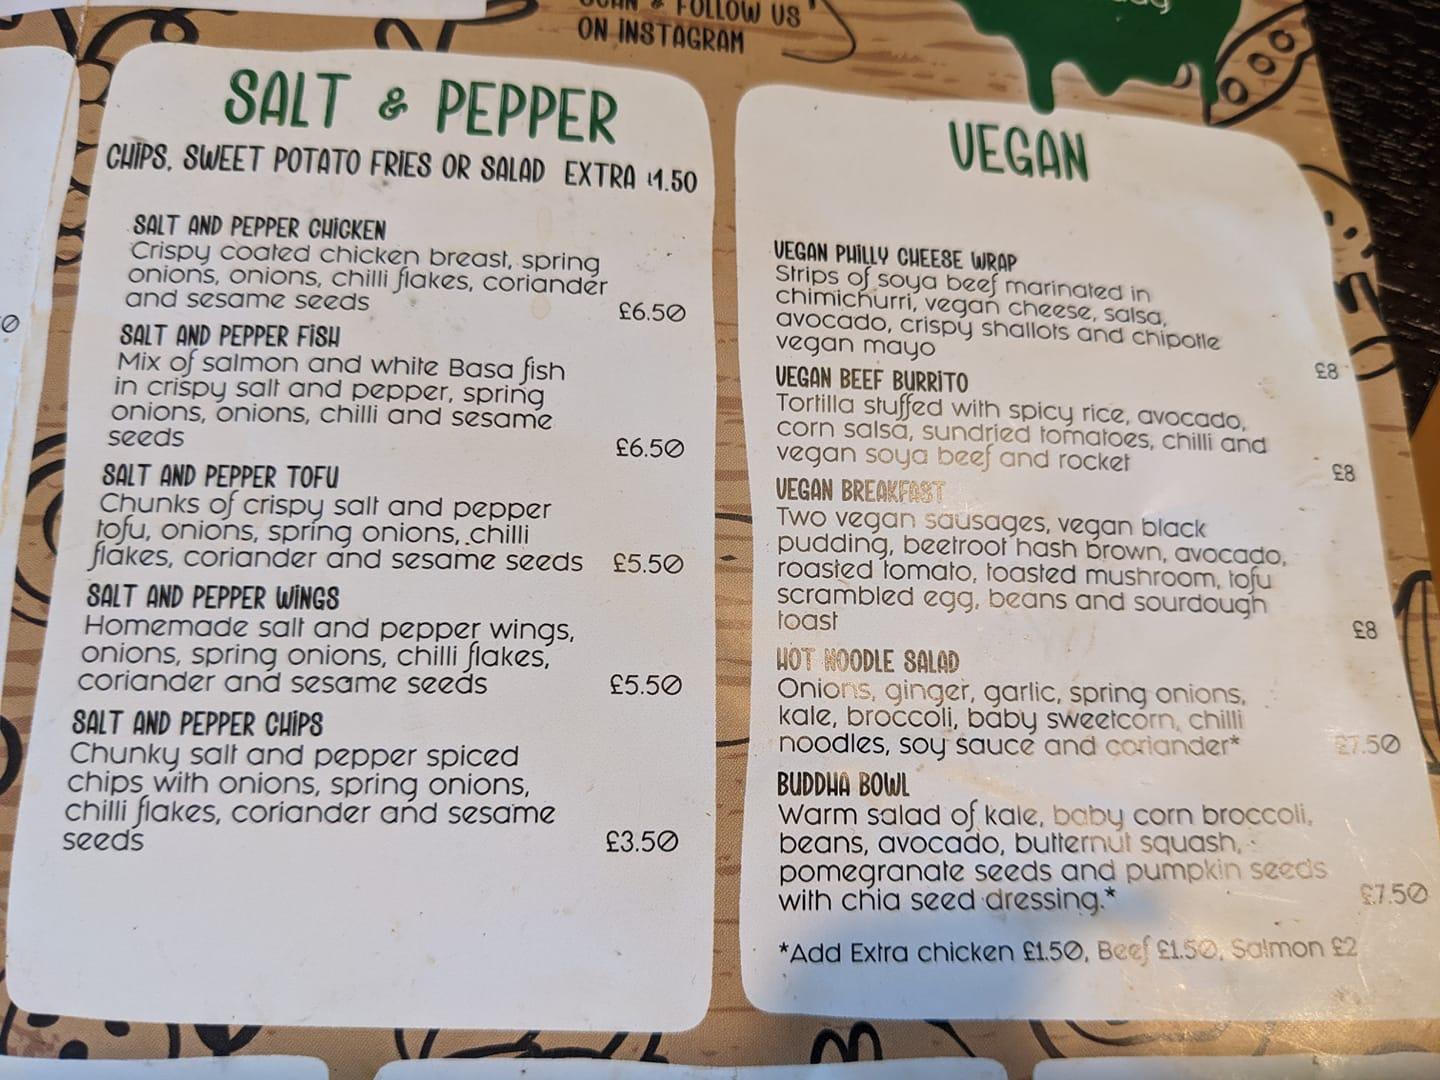 & FOLLOW US
ON INSTAGRAM
SALT & PEPPER
CHIPS, SWEET POTATO FRIES OR SALAD EXTRA £1.50
SALT AND PEPPER CHICKEN
Crispy coated chicken breast, spring
onions, onions, chilli flakes, coriander
and sesame seeds £6.50
SALT AND PEPPER FISH
Mix of salmon and white Basa fish
in crispy salt and pepper, spring
onions, onions, chilli and sesame
seeds £6.50
SALT AND PEPPER TOFU
Chunks of crispy salt and pepper
tofu, onions, spring onions, chilli
flakes, coriander and sesame seeds £5.50
SALT AND PEPPER WINGS
Homemade salt and pepper wings,
onions, spring onions, chilli flakes,
coriander and sesame seeds £5.50
SALT AND PEPPER CHIPS
Chunky salt and pepper spiced
chips with onions, spring onions,
chilli flakes, coriander and sesame
seeds £3.50
VEGAN
VEGAN PHILLY CHEESE WRAP
Strips of soya beef marinated in
chimichurri, vegan cheese, salsa,
avocado, crispy shallots and chipotle
vegan mayo £8
VEGAN BEEF BURRITO
Tortilla stuffed with spicy rice, avocado,
corn salsa, sundried tomatoes, chilli and
vegan soya beef and rocket £8
VEGAN BREAKFAST
Two vegan sausages, vegan black
pudding, beetroot hash brown, avocado,
roasted tomato, toasted mushroom, tofu
scrambled egg, beans and sourdough
toast £8
HOT NOODLE SALAD
Onions, ginger, garlic, spring onions,
kale, broccoli, baby sweetcorn, chilli
noodles, soy sauce and coriander* £7.50
BUDDHA BOWL
Warm salad of kale, baby corn broccoli,
beans, avocado, butternut squash,
pomegranate seeds and pumpkin seeds
with chia seed dressing.* £7.50
*Add Extra chicken £1.50, Beef £1.50, Salmon £2